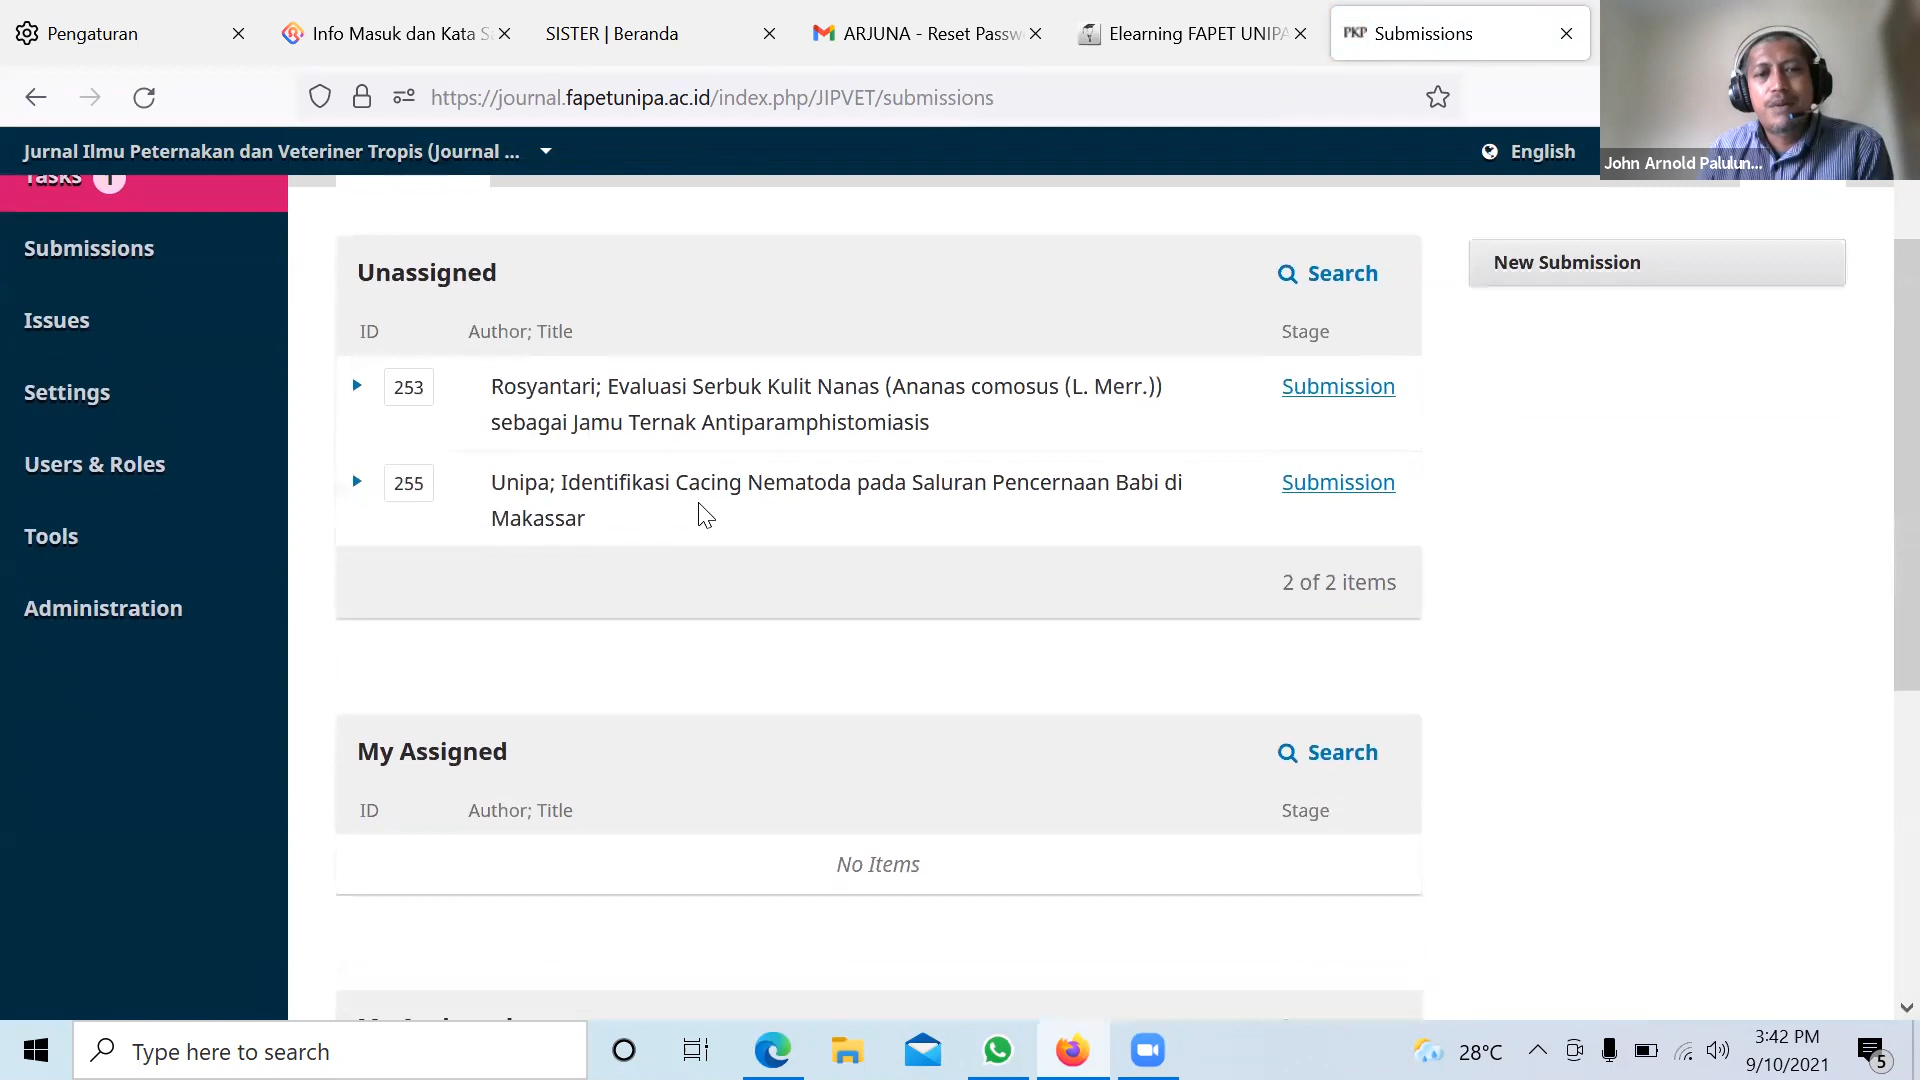 Pengaturan
Info Masuk dan Kata S
SISTER | Beranda
ARJUNA - Reset Passw
Elearning FAPET UNIPA
PKP Submissions
https://journal.fapetunipa.ac.id/index.php/JIPVET/submissions
John Arnold Palulun...
Jurnal Ilmu Peternakan dan Veteriner Tropis (Journal ...
English
Tasks 1
Submissions
Issues
Settings
Users & Roles
Tools
Administration
Unassigned
Search
ID Author; Title Stage
253 Rosyantari; Evaluasi Serbuk Kulit Nanas (Ananas comosus (L. Merr.)) Submission
sebagai Jamu Ternak Antiparamphistomiasis
255 Unipa; Identifikasi Cacing Nematoda pada Saluran Pencernaan Babi di Submission
Makassar
2 of 2 items
New Submission
My Assigned
Search
ID Author; Title Stage
No Items
Type here to search
28°C
3:42 PM
9/10/2021
5